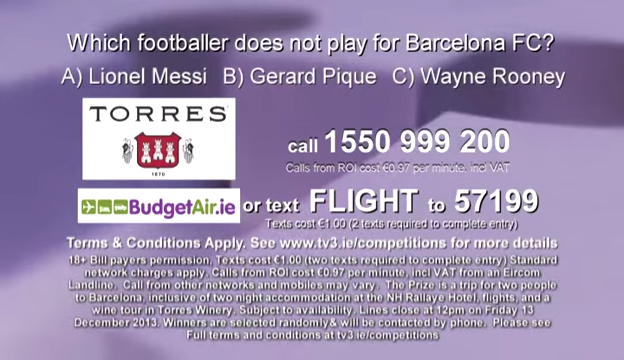 Which footballer does not play for Barcelona FC?
A) Lionel Messi B) Gerard Pique C) Wayne Rooney
TORRES
1870
call 1550 999 200
Calls from ROI cost €0.97 per minute, incl VAT
BudgetAir.ie or text FLIGHT to 57199
Texts cost €1.00 (2 texts required to complete entry)
Terms & Conditions Apply. See www.tv3.ie/competitions for more details
18+ Bill payers permission, Texts cost €1.00 (two texts required to complete entry) Standard
network charges apply. Calls from ROI cost €0.97 per minute, incl VAT from an Eircom
Landline. Call from other networks and mobiles may vary. The Prize is a trip for two people
to Barcelona, inclusive of two night accommodation at the NH Rallaye Hotel, flights, and a
wine tour in Torres Winery. Subject to availability. Lines close at 12pm on Friday 13
December 2013. Winners are selected randomly& will be contacted by phone. Please see
Full terms and conditions at tv3.ie/competitions